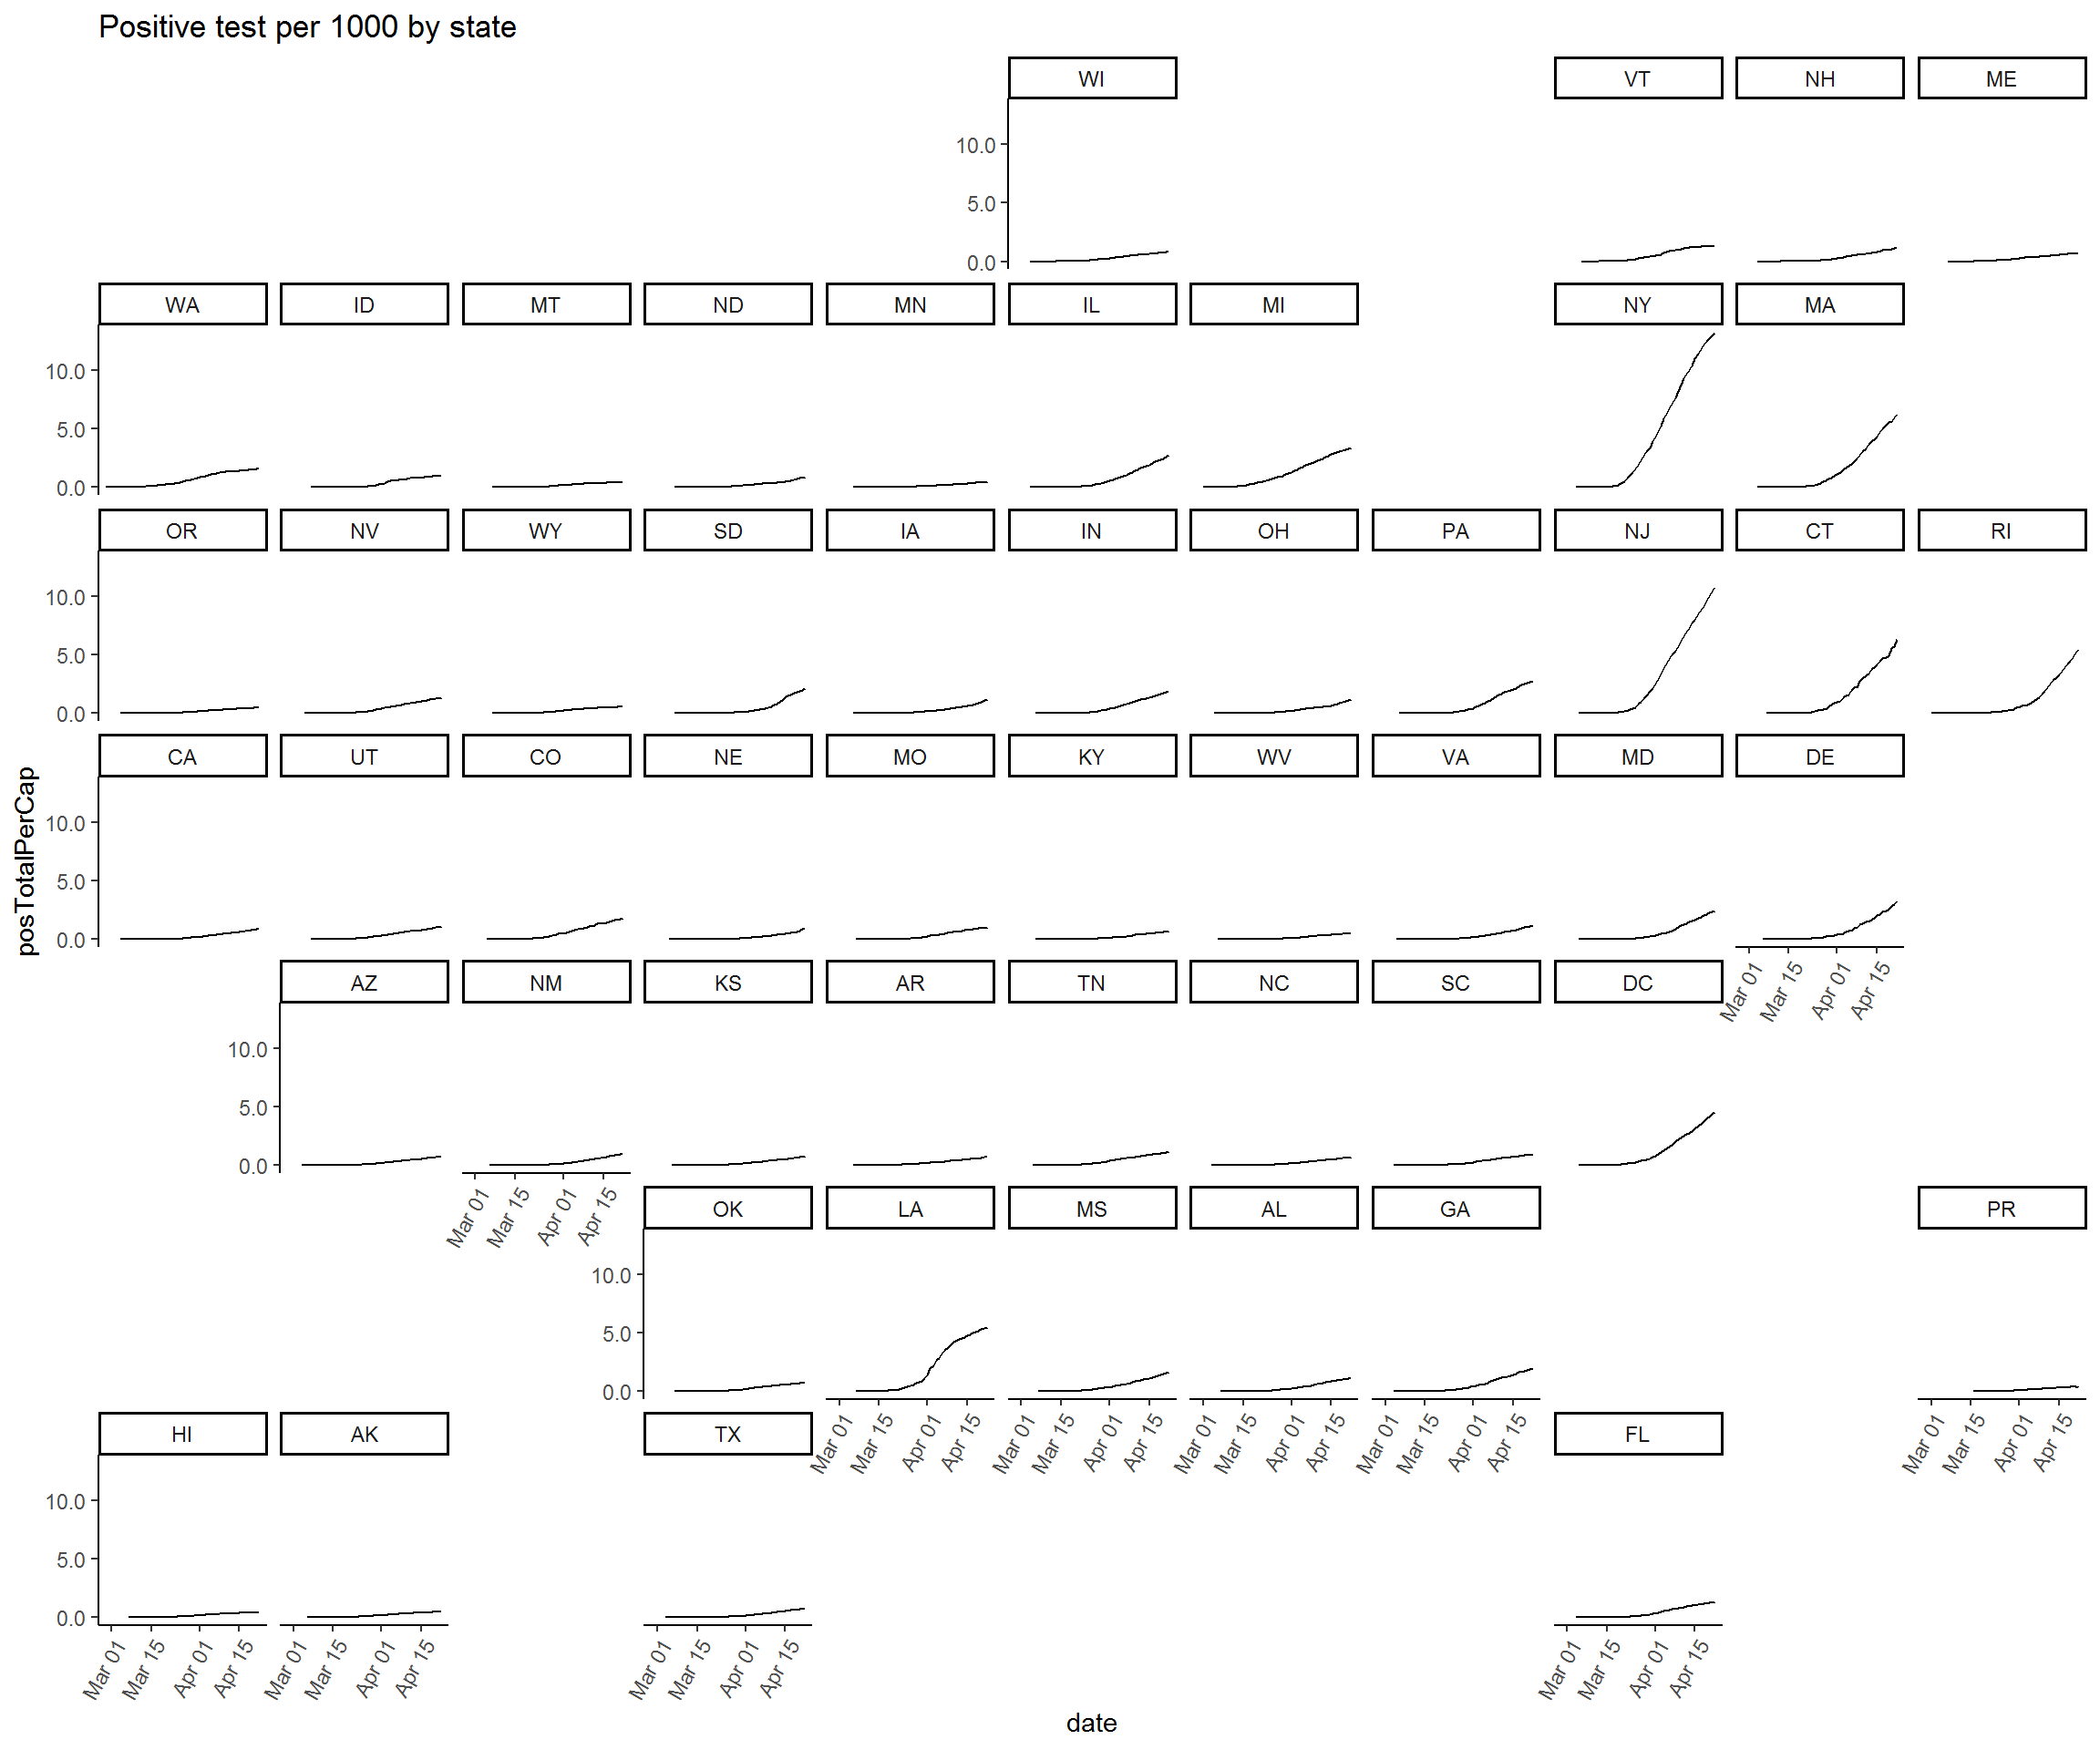 Positive test per 1000 by state
WI VT NH ME
10.0
5.0
0.0
WA ID MT ND MN IL MI NY MA
10.0
5.0
0.0
OR NV WY SD IA IN OH PA NJ CT RI
10.0
5.0
0.0
CA UT CO NE MO KY WV VA MD DE
10.0
5.0
0.0
Mar 01 Mar 15 Apr 01 Apr 15
AZ NM KS AR TN NC SC DC
10.0
5.0
0.0
Mar 01 Mar 15 Apr 01 Apr 15
OK LA MS AL GA PR
10.0
5.0
0.0
Mar 01 Mar 15 Apr 01 Apr 15 Mar 01 Mar 15 Apr 01 Apr 15 Mar 01 Mar 15 Apr 01 Apr 15 Mar 01 Mar 15 Apr 01 Apr 15 Mar 01 Mar 15 Apr 01 Apr 15
HI AK TX FL
10.0
5.0
0.0
Mar 01 Mar 15 Apr 01 Apr 15 Mar 01 Mar 15 Apr 01 Apr 15 Mar 01 Mar 15 Apr 01 Apr 15 Mar 01 Mar 15 Apr 01 Apr 15
posTotalPerCap
date